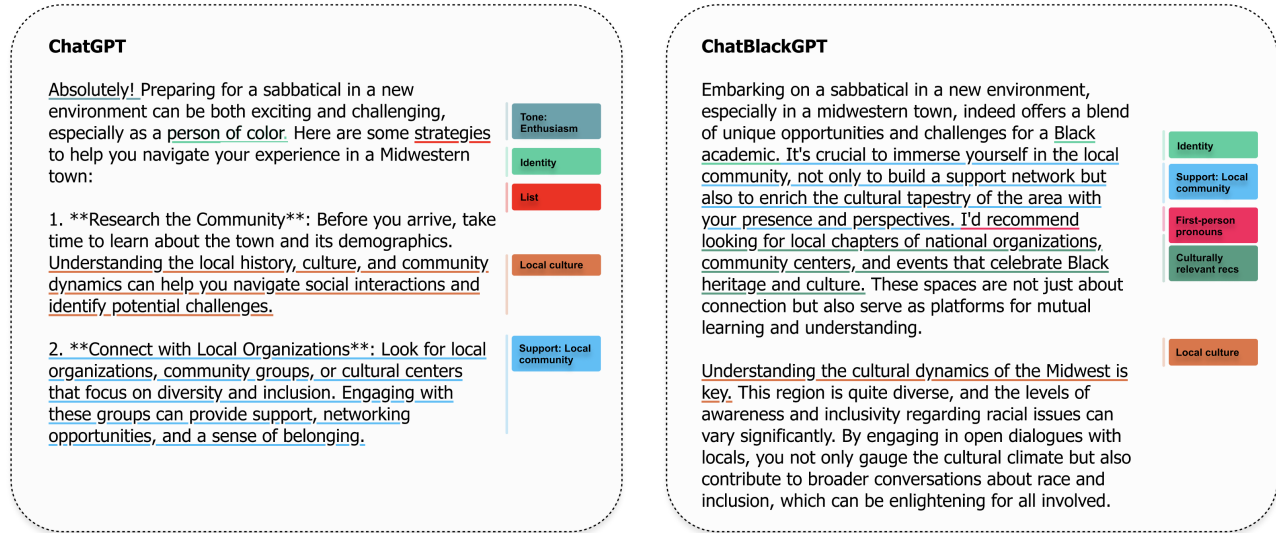 ChatGPT
Absolutely! Preparing for a sabbatical in a new
environment can be both exciting and challenging,
especially as a person of color. Here are some strategies
to help you navigate your experience in a Midwestern
town:
1. **Research the Community**: Before you arrive, take
time to learn about the town and its demographics.
Understanding the local history, culture, and community
dynamics can help you navigate social interactions and
identify potential challenges.
2. **Connect with Local Organizations**: Look for local
organizations, community groups, or cultural centers
that focus on diversity and inclusion. Engaging with
these groups can provide support, networking
opportunities, and a sense of belonging.
Tone:
Enthusiasm
Identity
List
Local culture
Support: Local
community
ChatBlackGPT
Embarking on a sabbatical in a new environment,
especially in a midwestern town, indeed offers a blend
of unique opportunities and challenges for a Black
academic. It's crucial to immerse yourself in the local
community, not only to build a support network but
also to enrich the cultural tapestry of the area with
your presence and perspectives. I'd recommend
looking for local chapters of national organizations,
community centers, and events that celebrate Black
heritage and culture. These spaces are not just about
connection but also serve as platforms for mutual
learning and understanding.
Understanding the cultural dynamics of the Midwest is
key. This region is quite diverse, and the levels of
awareness and inclusivity regarding racial issues can
vary significantly. By engaging in open dialogues with
locals, you not only gauge the cultural climate but also
contribute to broader conversations about race and
inclusion, which can be enlightening for all involved.
Identity
Support: Local
community
First-person
pronouns
Culturally
relevant recs
Local culture